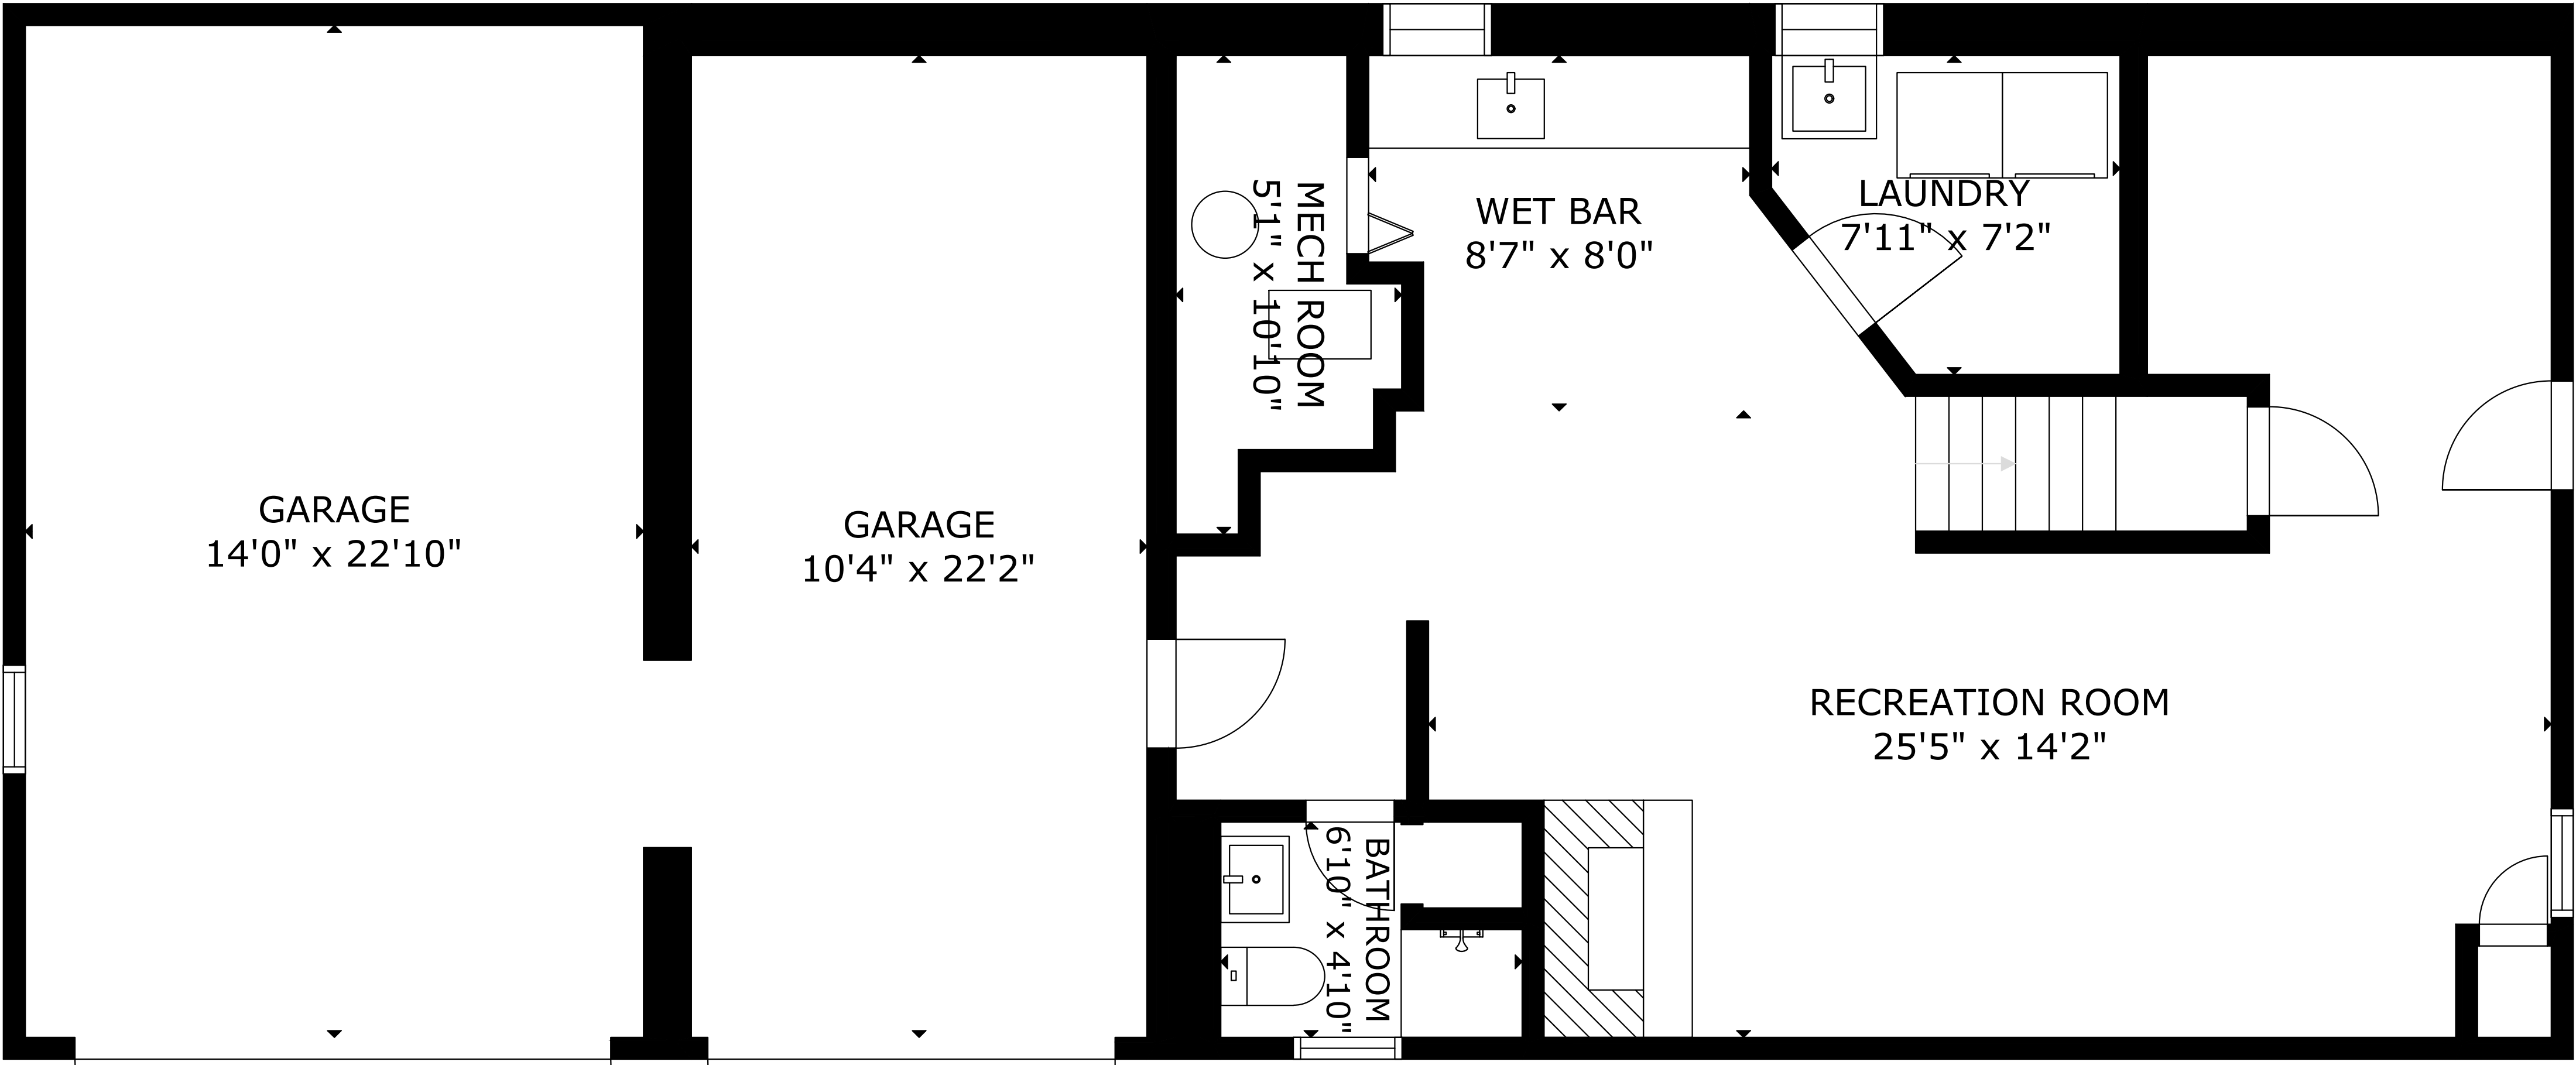 GARAGE
14'0" x 22'10"
GARAGE
10'4" x 22'2"
MECH ROOM
5'1" x 10'10"
WET BAR
8'7" x 8'0"
LAUNDRY
7'11" x 7'2"
RECREATION ROOM
25'5" x 14'2"
BATHROOM
6'10" x 4'10"